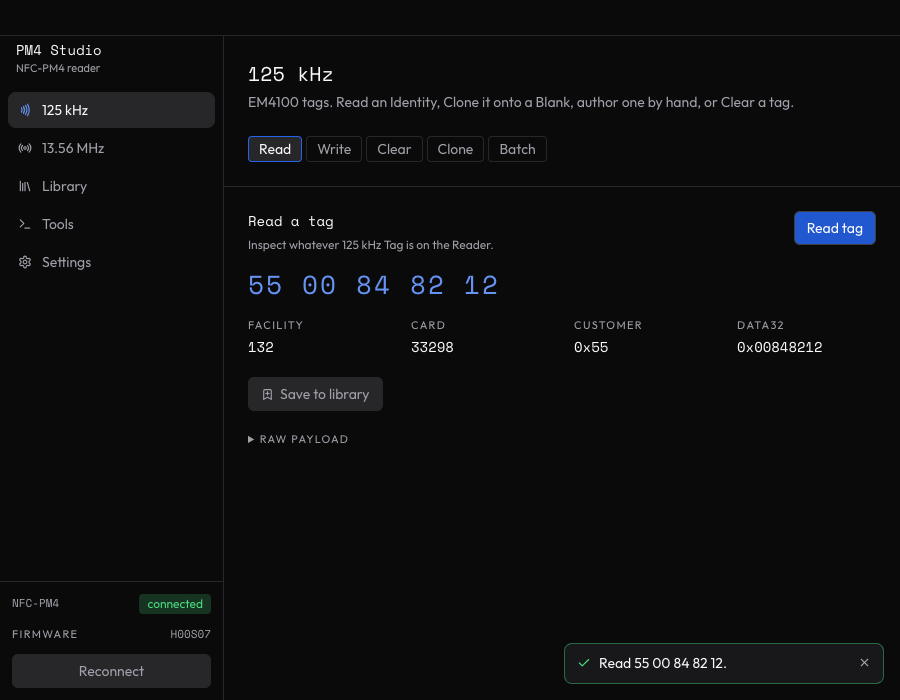 PM4 Studio
NFC-PM4 reader
125 kHz
13.56 MHz
Library
Tools
Settings
NFC-PM4 connected
FIRMWARE H00S07
Reconnect
125 kHz
EM4100 tags. Read an Identity, Clone it onto a Blank, author one by hand, or Clear a tag.
Read Write Clear Clone Batch
Read a tag
Inspect whatever 125 kHz Tag is on the Reader.
Read tag
55 00 84 82 12
FACILITY CARD CUSTOMER DATA32
132 33298 0x55 0x00848212
Save to library
RAW PAYLOAD
Read 55 00 84 82 12.